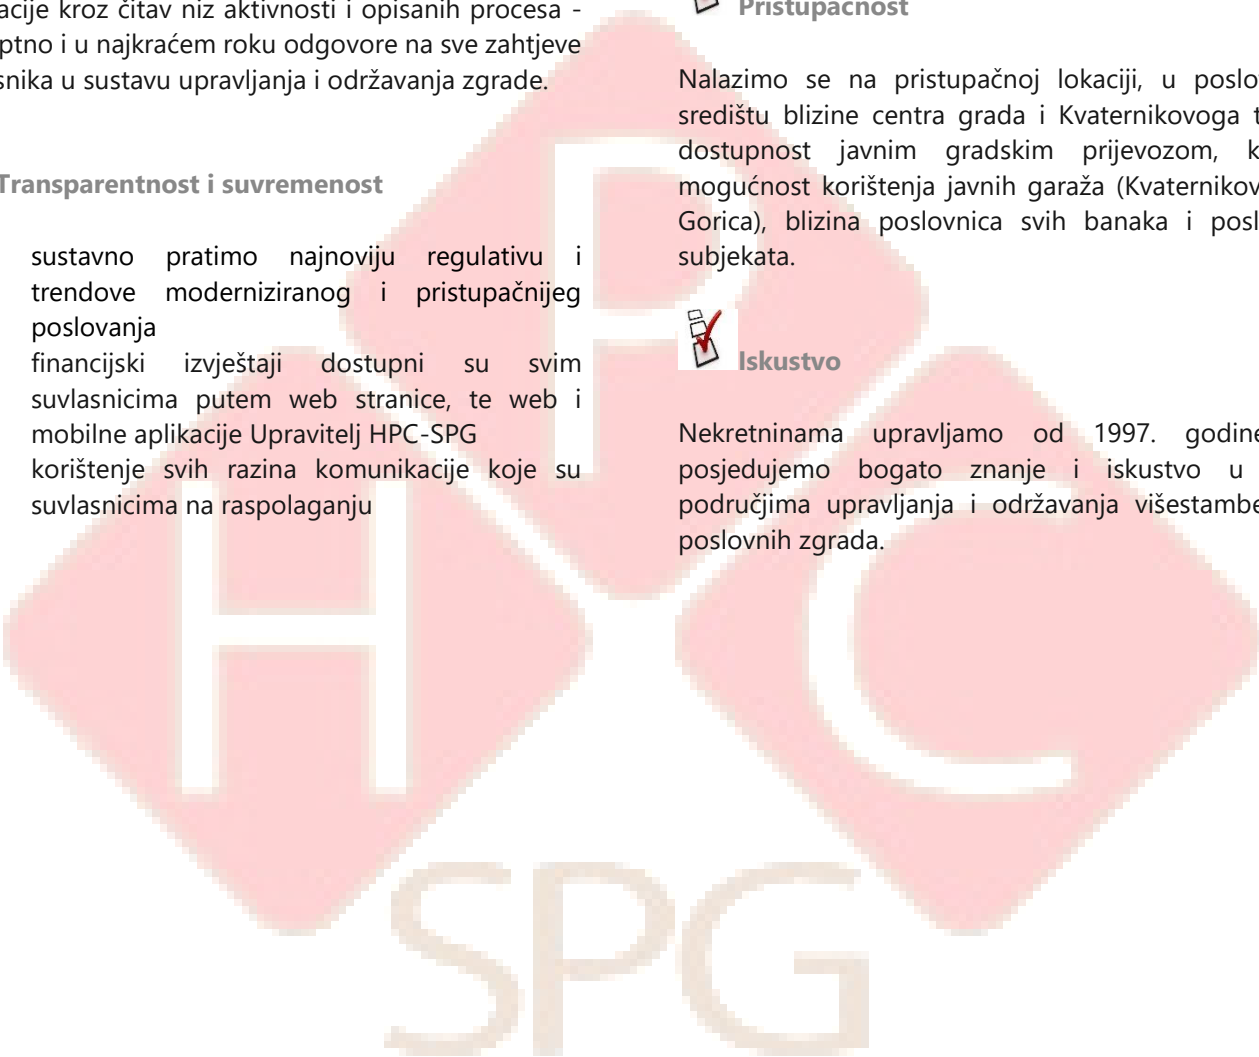 acije kroz čitav niz aktivnosti i opisanih procesa -
ptno i u najkraćem roku odgovore na sve zahtjeve
snika u sustavu upravljanja i održavanja zgrade.
Transparentnost i suvremenost
sustavno pratimo najnoviju regulativu i
trendove moderniziranog i pristupačnijeg
poslovanja
financijski izvještaji dostupni su svim
suvlasnicima putem web stranice, te web i
mobilne aplikacije Upravitelj HPC-SPG
korištenje svih razina komunikacije koje su
suvlasnicima na raspolaganju
Pristupačnost
Nalazimo se na pristupačnoj lokaciji, u poslo
središtu blizine centra grada i Kvaternikovoga t
dostupnost javnim gradskim prijevozom, k
mogućnost korištenja javnih garaža (Kvaterniko
Gorica), blizina poslovnica svih banaka i posl
subjekata.
Iskustvo
Nekretninama upravljamo od 1997. godine
posjedujemo bogato znanje i iskustvo u
područjima upravljanja i održavanja višestambe
poslovnih zgrada.
P
H C
SPG